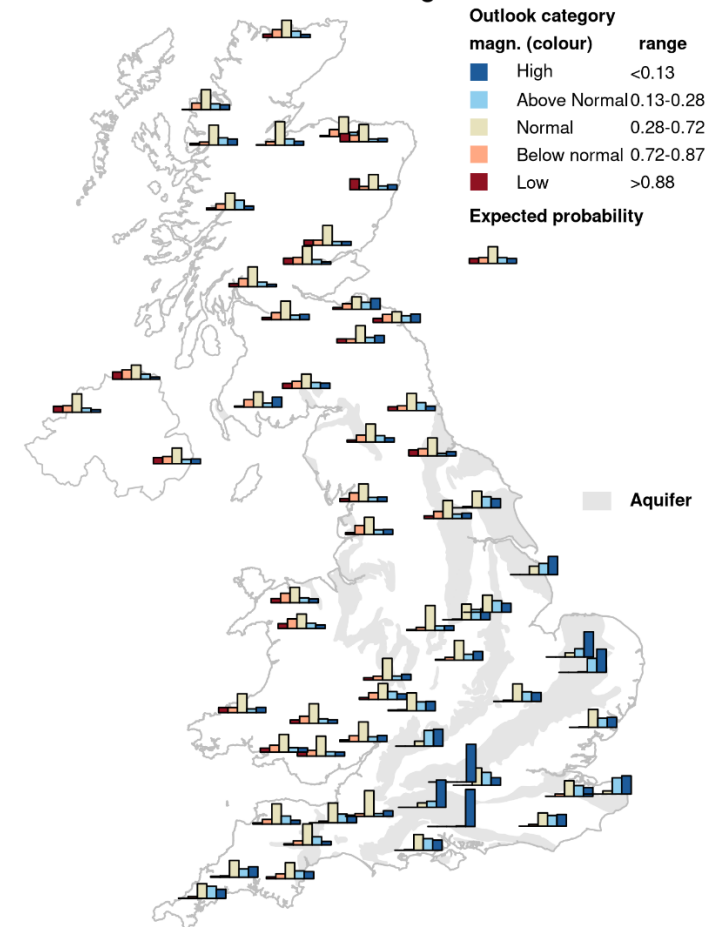 Outlook category
magn. (colour) range
High <0.13
Above Normal 0.13-0.28
Normal 0.28-0.72
Below normal 0.72-0.87
Low >0.88
Expected probability
Aquifer